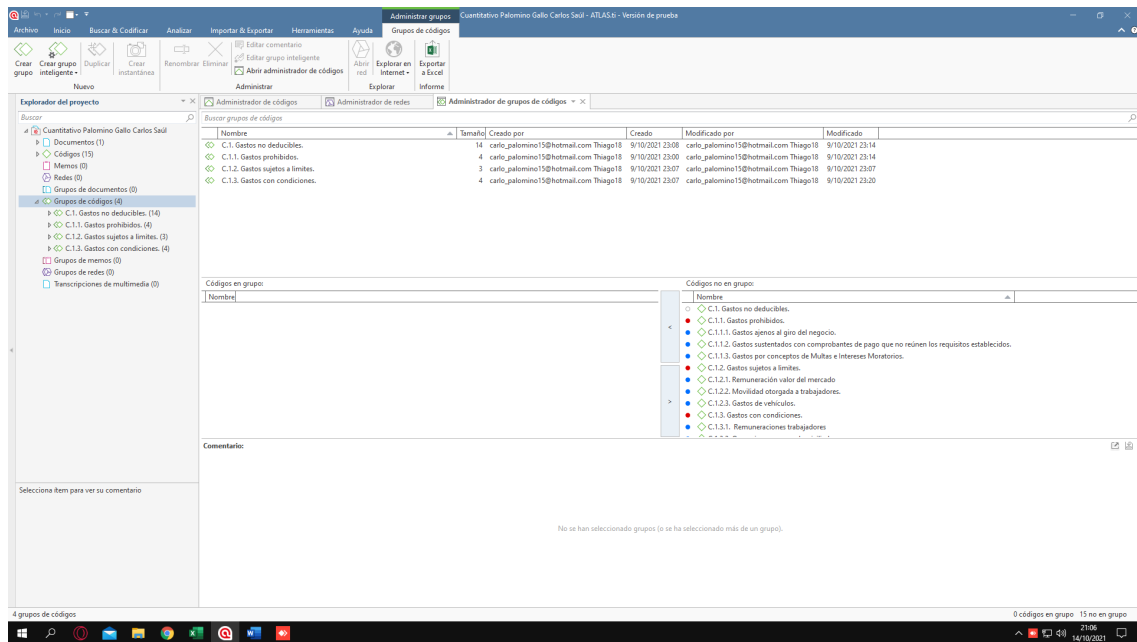 Administrar grupos Cuantitativo Palomino Gallo Carlos Saúl - ATLAS.ti - Versión de prueba
Archivo Inicio Buscar & Codificar Analizar Importar & Exportar Herramientas Ayuda Grupos de códigos
Crear grupo
Crear grupo inteligente
Duplicar
Crear instantánea
Renombrar
Eliminar
Editar comentario
Editar grupo inteligente
Abrir administrador de códigos
Abrir red
Explorar en Internet
Exportar a Excel
Nuevo Administrar Explorar Informe
Explorador del proyecto
Administrador de códigos Administrador de redes Administrador de grupos de códigos
Buscar
Buscar grupos de códigos
Cuantitativo Palomino Gallo Carlos Saúl
Documentos (1)
Códigos (15)
Memos (0)
Redes (0)
Grupos de documentos (0)
Grupos de códigos (4)
C.1. Gastos no deducibles. (14)
C.1.1. Gastos prohibidos. (4)
C.1.2. Gastos sujetos a limites. (3)
C.1.3. Gastos con condiciones. (4)
Grupos de memos (0)
Grupos de redes (0)
Transcripciones de multimedia (0)
Nombre Tamaño Creado por Creado Modificado por Modificado
C.1. Gastos no deducibles. 14 carlo_palomino15@hotmail.com Thiago18 9/10/2021 23:08 carlo_palomino15@hotmail.com Thiago18 9/10/2021 23:14
C.1.1. Gastos prohibidos. 4 carlo_palomino15@hotmail.com Thiago18 9/10/2021 23:00 carlo_palomino15@hotmail.com Thiago18 9/10/2021 23:14
C.1.2. Gastos sujetos a limites. 3 carlo_palomino15@hotmail.com Thiago18 9/10/2021 23:07 carlo_palomino15@hotmail.com Thiago18 9/10/2021 23:07
C.1.3. Gastos con condiciones. 4 carlo_palomino15@hotmail.com Thiago18 9/10/2021 23:07 carlo_palomino15@hotmail.com Thiago18 9/10/2021 23:20
Códigos en grupo:
Nombre
<
>
Códigos no en grupo:
Nombre
C.1. Gastos no deducibles.
C.1.1. Gastos prohibidos.
C.1.1.1. Gastos ajenos al giro del negocio.
C.1.1.2. Gastos sustentados con comprobantes de pago que no reúnen los requisitos establecidos.
C.1.1.3. Gastos por conceptos de Multas e Intereses Moratorios.
C.1.2. Gastos sujetos a limites.
C.1.2.1. Remuneración valor del mercado
C.1.2.2. Movilidad otorgada a trabajadores.
C.1.2.3. Gastos de vehículos.
C.1.3. Gastos con condiciones.
C.1.3.1. Remuneraciones trabajadores
Comentario:
Selecciona ítem para ver su comentario
No se han seleccionado grupos (o se ha seleccionado más de un grupo).
4 grupos de códigos
0 códigos en grupo 15 no en grupo
21:06
14/10/2021